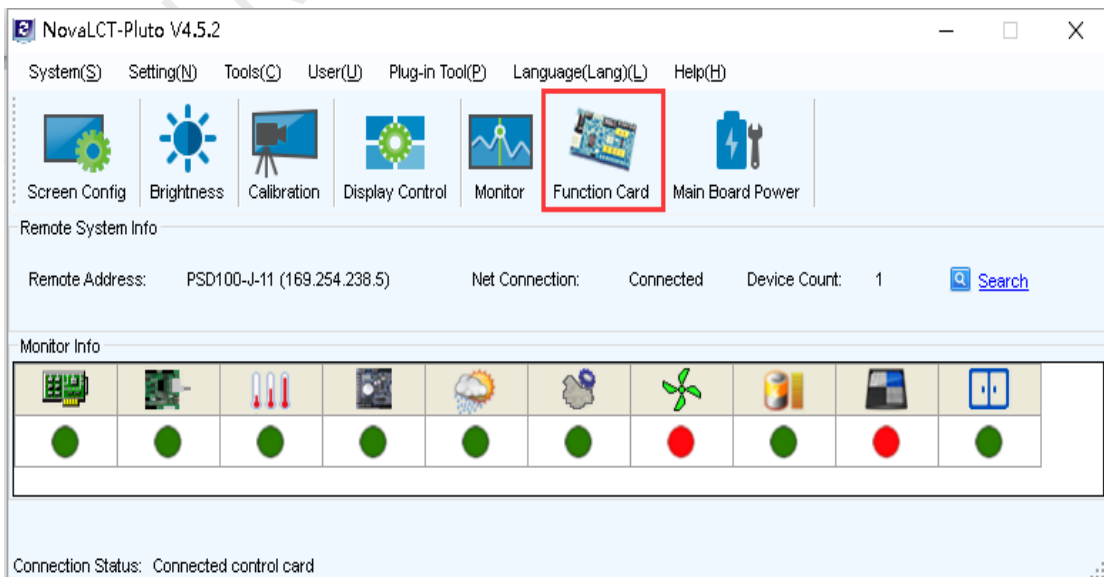 NovaLCT-Pluto V4.5.2
System(S) Setting(N) Tools(C) User(U) Plug-in Tool(P) Language(Lang)(L) Help(H)
Screen Config Brightness Calibration Display Control Monitor Function Card Main Board Power
Remote System Info
Remote Address: PSD100-J-11 (169.254.238.5) Net Connection: Connected Device Count: 1 Search
Monitor Info
Connection Status: Connected control card